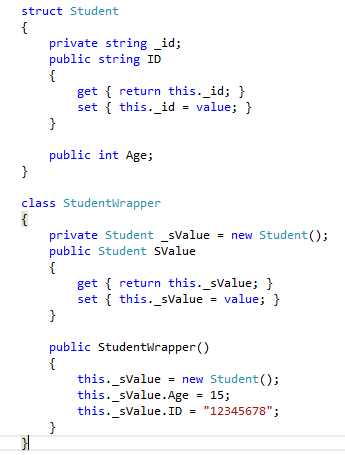 struct Student
{
    private string _id;
    public string ID
    {
        get { return this._id; }
        set { this._id = value; }
    }

    public int Age;
}

class StudentWrapper
{
    private Student _sValue = new Student();
    public Student SValue
    {
        get { return this._sValue; }
        set { this._sValue = value; }
    }

    public StudentWrapper()
    {
        this._sValue = new Student();
        this._sValue.Age = 15;
        this._sValue.ID = "12345678";
    }
}